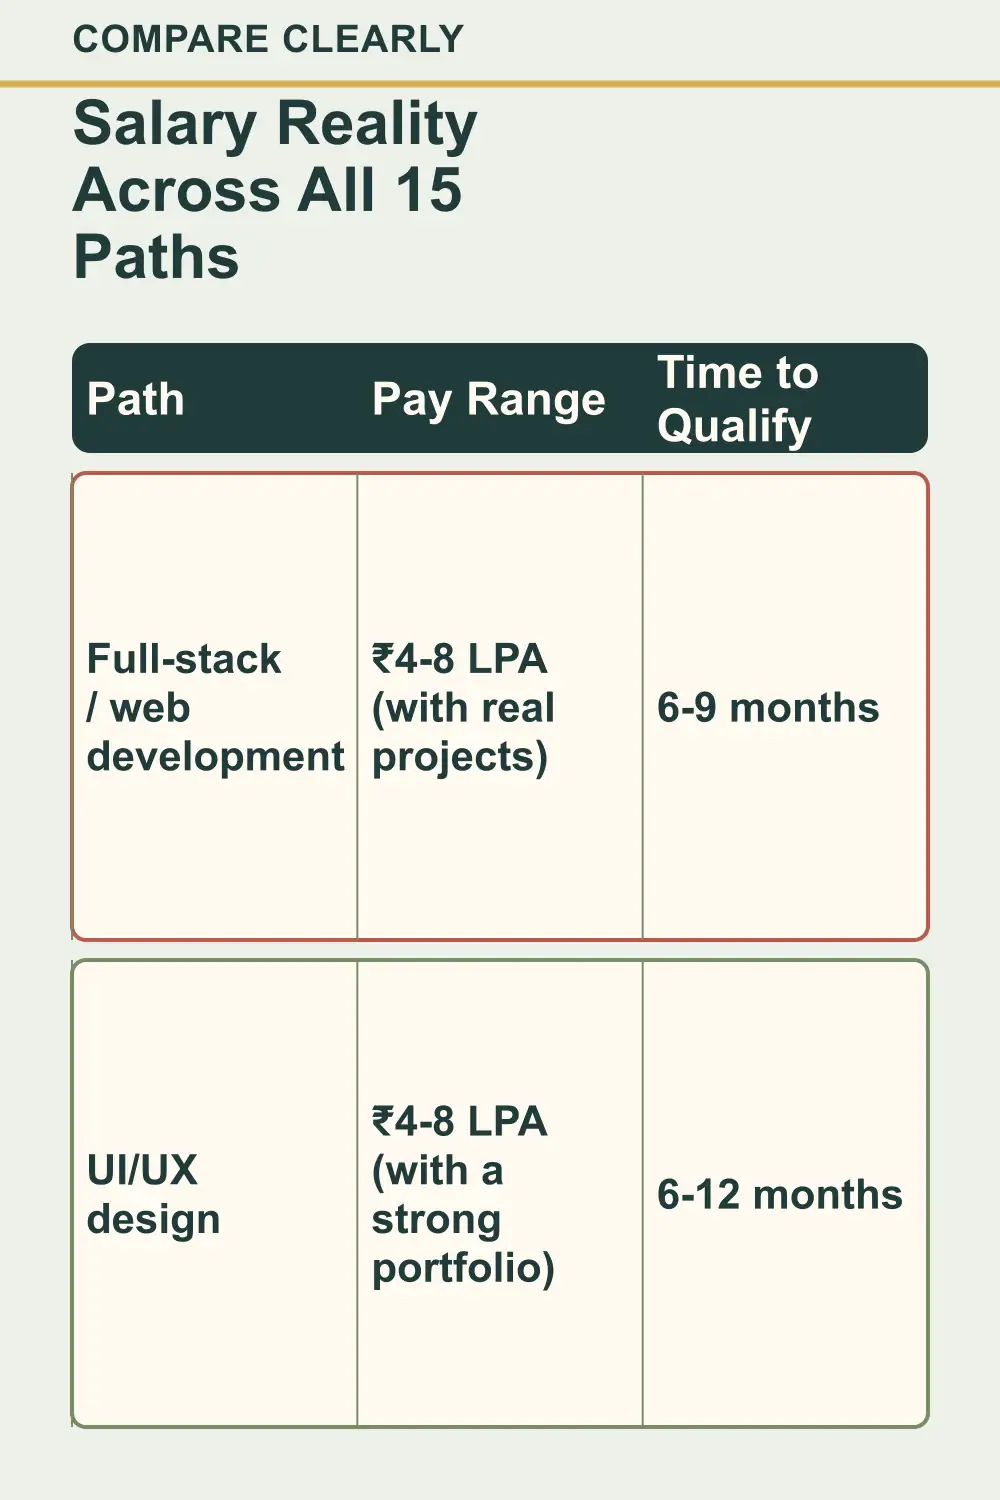 COMPARE CLEARLY
Salary Reality
Across All 15
Paths
Path
Pay Range
Time to
Qualify
Full-stack
/ web
development
₹4-8 LPA
(with real
projects)
6-9 months
UI/UX
design
₹4-8 LPA
(with a
strong
portfolio)
6-12 months